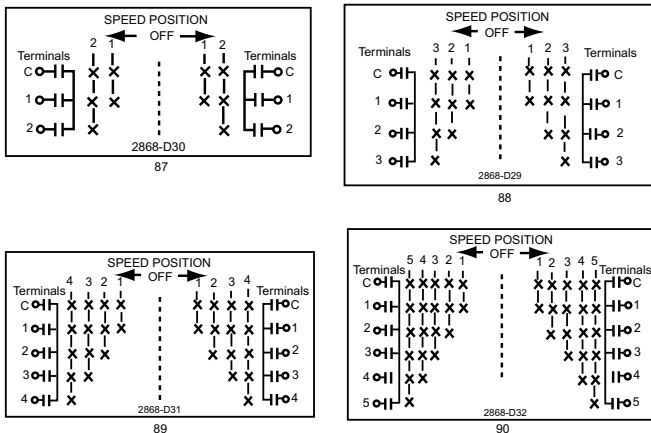 SPEED POSITION
2 1 OFF 1 2
Terminals Terminals
C C
1 1
2 2
2868-D30
87
SPEED POSITION
OFF
3 2 1 1 2 3
Terminals Terminals
C C
1 1
2 2
3 3
2868-D29
88
SPEED POSITION
4 3 2 1 OFF 1 2 3 4
Terminals Terminals
C C
1 1
2 2
3 3
4 4
2868-D31
89
SPEED POSITION
OFF
5 4 3 2 1 1 2 3 4 5
Terminals Terminals
C C
1 1
2 2
3 3
4 4
5 5
2868-D32
90